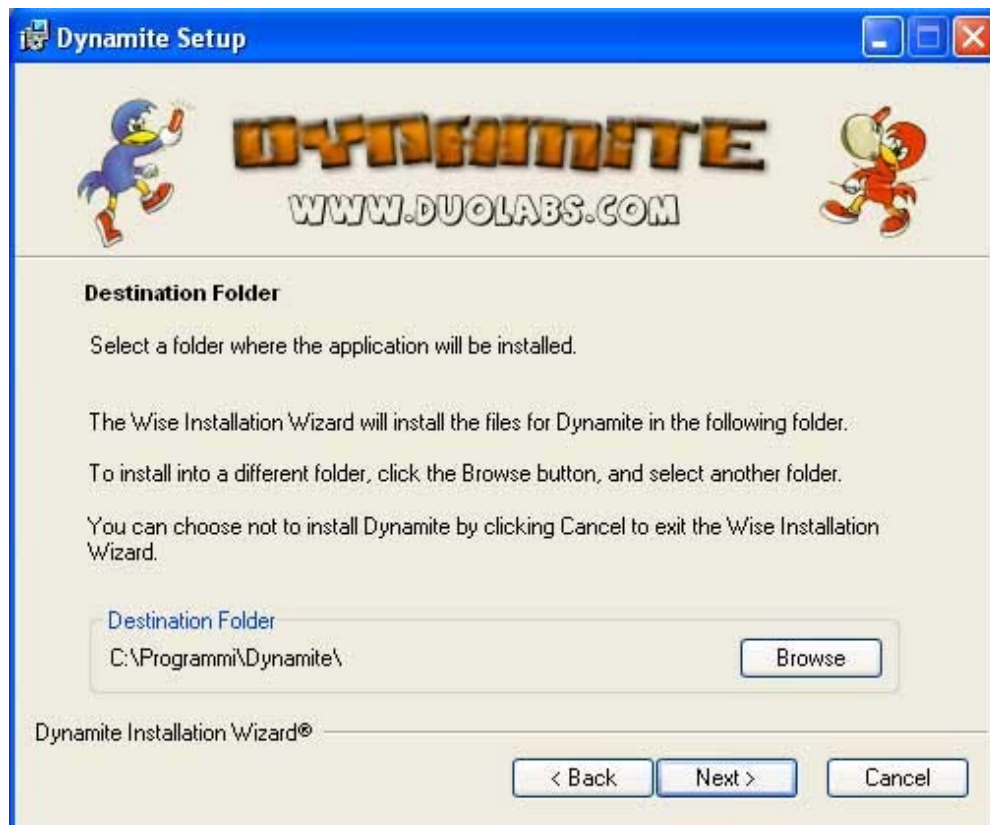 Dynamite Setup
DYNAMITE
WWW.DUOLABS.COM
Destination Folder
Select a folder where the application will be installed.
The Wise Installation Wizard will install the files for Dynamite in the following folder.
To install into a different folder, click the Browse button, and select another folder.
You can choose not to install Dynamite by clicking Cancel to exit the Wise Installation
Wizard.
Destination Folder
C:\Programmi\Dynamite\
Browse
Dynamite Installation Wizard®
< Back
Next >
Cancel